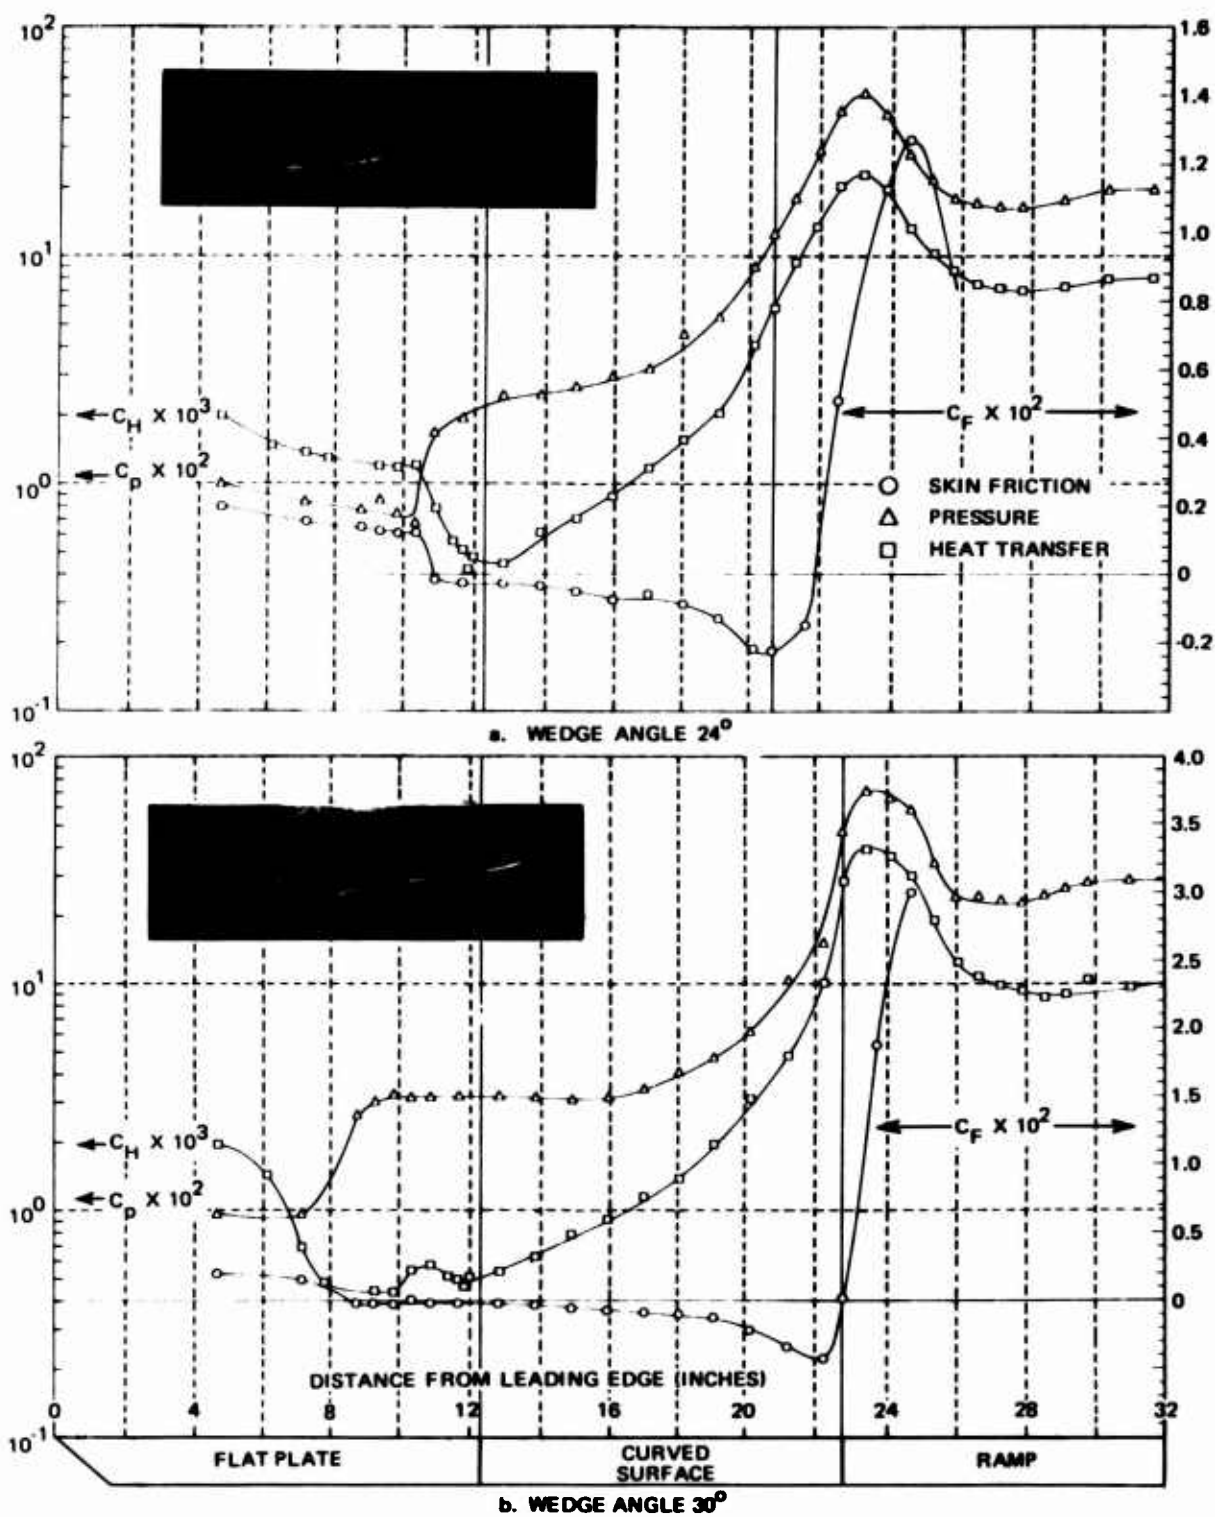 10²
10¹
10⁰
10⁻¹
1.6
1.4
1.2
1.0
0.8
0.6
0.4
0.2
0
-0.2
← C_H X 10³
← C_p X 10²
← C_F X 10² →
○ SKIN FRICTION
△ PRESSURE
□ HEAT TRANSFER
a. WEDGE ANGLE 24°
10²
10¹
10⁰
10⁻¹
4.0
3.5
3.0
2.5
2.0
1.5
1.0
0.5
0
← C_H X 10³
← C_p X 10²
← C_F X 10² →
DISTANCE FROM LEADING EDGE (INCHES)
0 4 8 12 16 20 24 28 32
FLAT PLATE
CURVED
SURFACE
RAMP
b. WEDGE ANGLE 30°